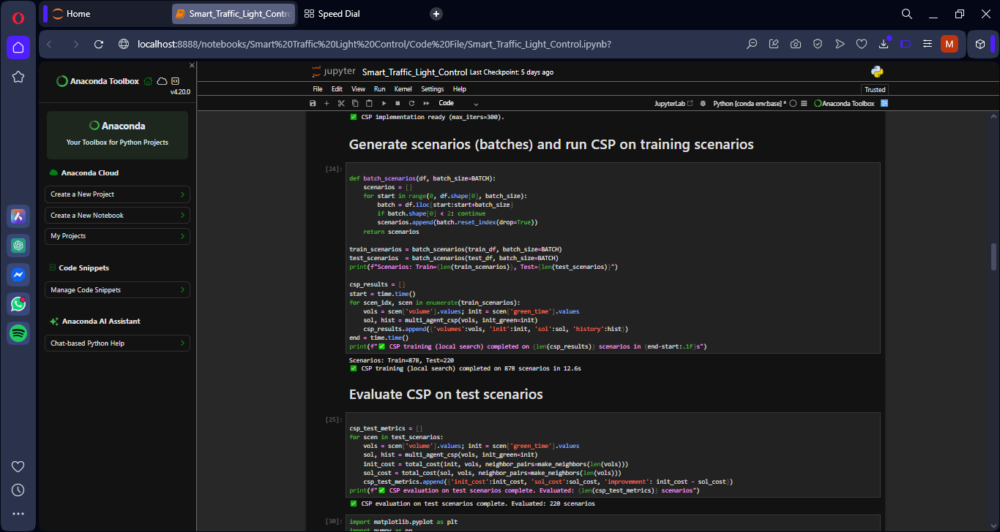 Home
Smart_Traffic_Light_Contro
Speed Dial
localhost:8888/notebooks/Smart%20Traffic%20Light%20Control/Code%20File/Smart_Traffic_Light_Control.ipynb?
M
Anaconda Toolbox
v4.20.0
Anaconda
Your Toolbox for Python Projects
Anaconda Cloud
Create a New Project
Create a New Notebook
My Projects
Code Snippets
Manage Code Snippets
Anaconda AI Assistant
Chat-based Python Help
jupyter Smart_Traffic_Light_Control Last Checkpoint: 5 days ago
File Edit View Run Kernel Settings Help
Trusted
Code
JupyterLab Python [conda env:base] * Anaconda Toolbox
✅ CSP implementation ready (max_iters=300).
Generate scenarios (batches) and run CSP on training scenarios
[24]:
def batch_scenarios(df, batch_size=BATCH):
    scenarios = []
    for start in range(0, df.shape[0], batch_size):
        batch = df.iloc[start:start+batch_size]
        if batch.shape[0] < 2: continue
        scenarios.append(batch.reset_index(drop=True))
    return scenarios
train_scenarios = batch_scenarios(train_df, batch_size=BATCH)
test_scenarios  = batch_scenarios(test_df, batch_size=BATCH)
print(f"Scenarios: Train={len(train_scenarios)}, Test={len(test_scenarios)}")
csp_results = []
start = time.time()
for scen_idx, scen in enumerate(train_scenarios):
    vols = scen['volume'].values; init = scen['green_time'].values
    sol, hist = multi_agent_csp(vols, init_green=init)
    csp_results.append({'volumes':vols, 'init':init, 'sol':sol, 'history':hist})
end = time.time()
print(f"✅ CSP training (local search) completed on {len(csp_results)} scenarios in {end-start:.1f}s")
Scenarios: Train=878, Test=220
✅ CSP training (local search) completed on 878 scenarios in 12.6s
Evaluate CSP on test scenarios
[25]:
csp_test_metrics = []
for scen in test_scenarios:
    vols = scen['volume'].values; init = scen['green_time'].values
    sol, hist = multi_agent_csp(vols, init_green=init)
    init_cost = total_cost(init, vols, neighbor_pairs=make_neighbors(len(vols)))
    sol_cost = total_cost(sol, vols, neighbor_pairs=make_neighbors(len(vols)))
    csp_test_metrics.append({'init_cost':init_cost, 'sol_cost':sol_cost, 'improvement': init_cost - sol_cost})
print(f"✅ CSP evaluation on test scenarios complete. Evaluated: {len(csp_test_metrics)} scenarios")
✅ CSP evaluation on test scenarios complete. Evaluated: 220 scenarios
[30]:
import matplotlib.pyplot as plt
import numpy as np